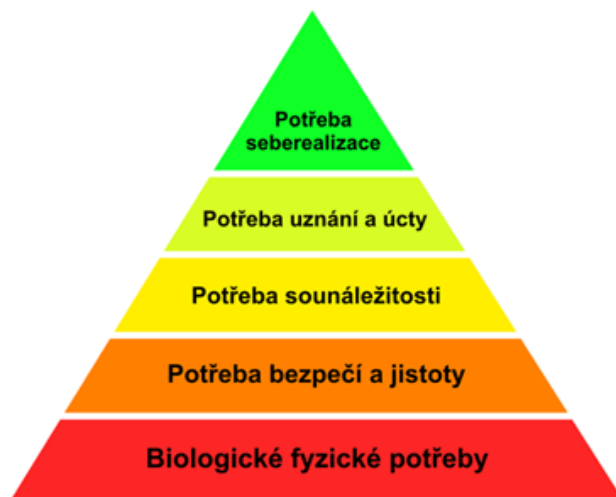 Potřeba
seberealizace
Potřeba uznání a úcty
Potřeba sounáležitosti
Potřeba bezpečí a jistoty
Biologické fyzické potřeby